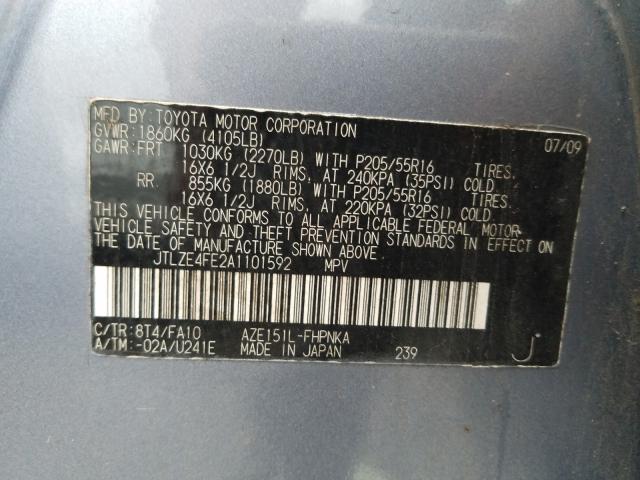 MFD BY: TOYOTA MOTOR CORPORATION 07/09
GVWR: 1860KG (4105LB)
GAWR: FRT 1030KG (2270LB) WITH P205/55R16 TIRES.
16X6 1/2J RIMS, AT 240KPA (35PSI) COLD
RR. 855KG (1880LB) WITH P205/55R16 TIRES.
16X6 1/2J RIMS, AT 220KPA (32PSI) COLD
THIS VEHICLE CONFORMS TO ALL APPLICABLE FEDERAL MOTOR
VEHICLE SAFETY AND THEFT PREVENTION STANDARDS IN EFFECT ON
THE DATE OF MANUFACTURE SHOWN ABOVE.
JTLZE4FE2A1101592 MPV
C/TR: 8T4/FA10 AZE151L-FHPNKA
A/TM: -02A/U241E MADE IN JAPAN 239 J